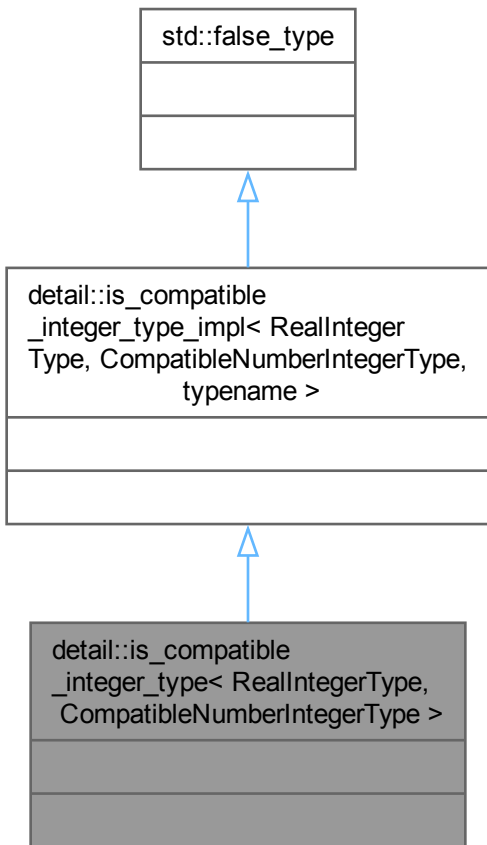 std::false_type
detail::is_compatible
_integer_type_impl< RealInteger
Type, CompatibleNumberIntegerType,
typename >
detail::is_compatible
_integer_type< RealIntegerType,
CompatibleNumberIntegerType >